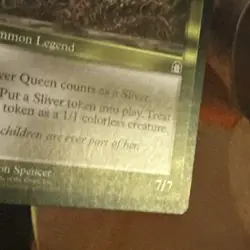 mmon Legend
ver Queen counts as a Sliver.
Put a Sliver token into play. Treat
token as a 1/1 colorless creature.
children are ever part of her.
on Spencer
7/7